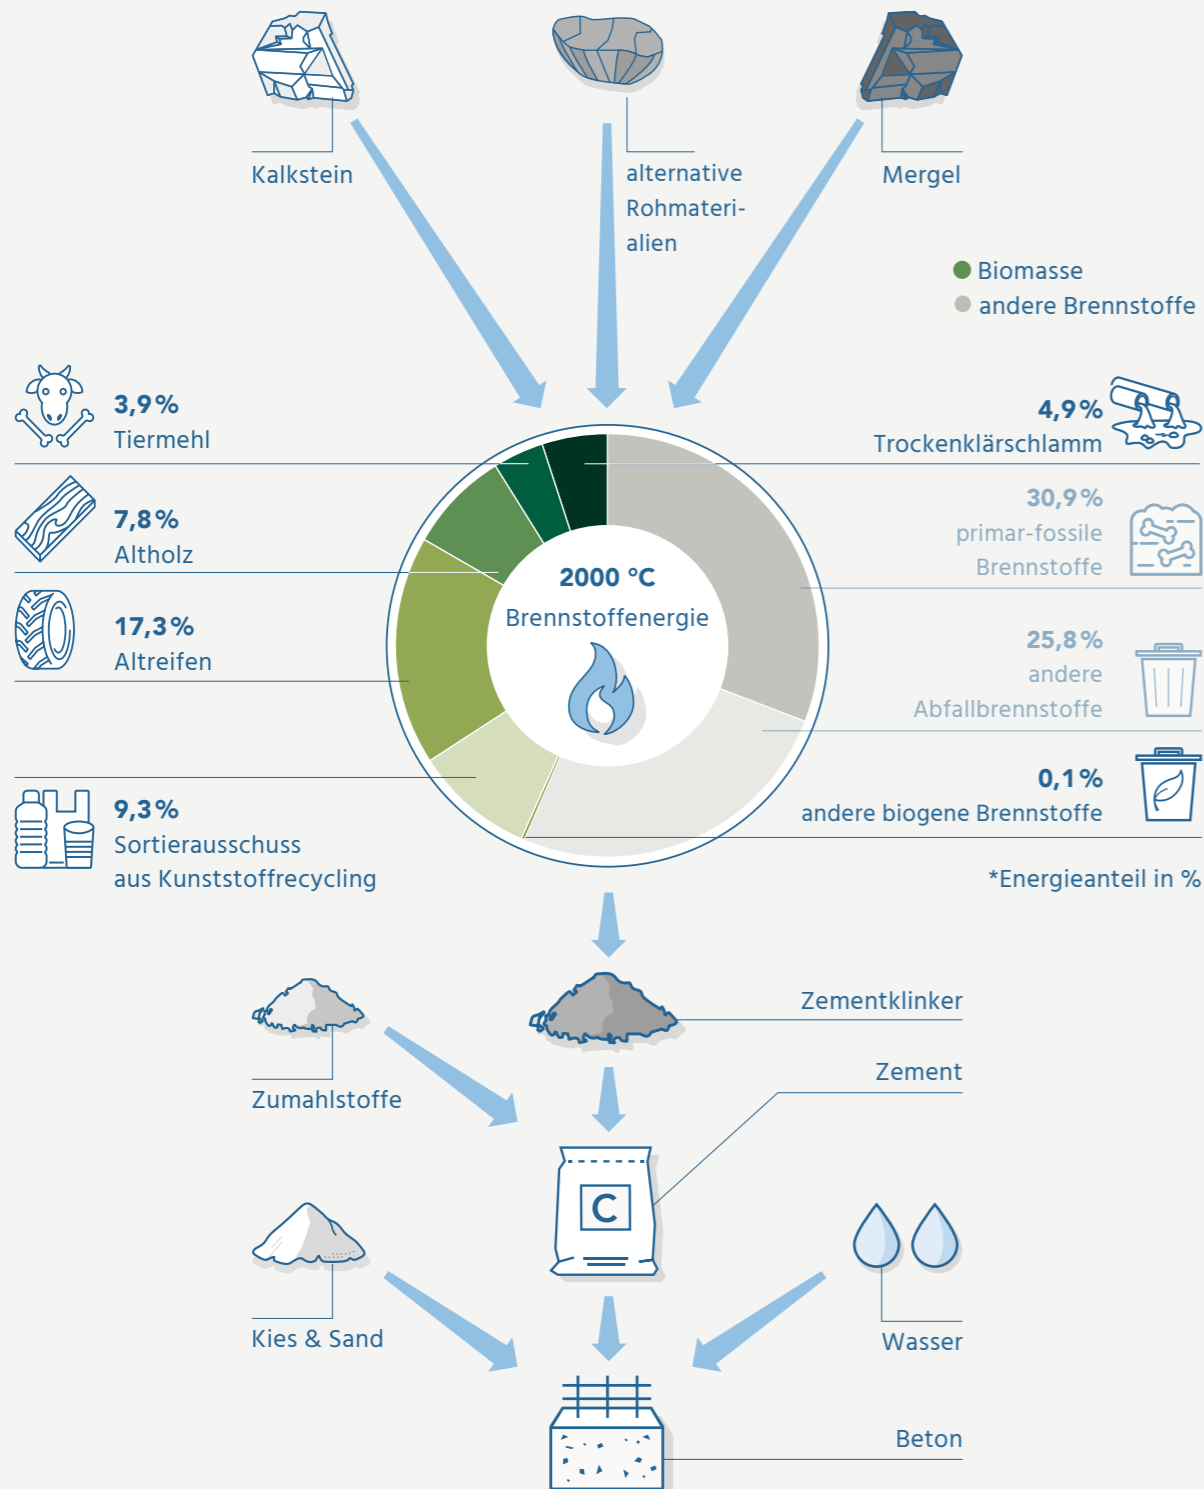 Kalkstein
alternative
Rohmateri-
alien
Mergel
Biomasse
andere Brennstoffe
3,9 %
Tiermehl
7,8 %
Altholz
17,3 %
Altreifen
9,3 %
Sortierausschuss
aus Kunststoffrecycling
2000 °C
Brennstoffenergie
4,9 %
Trockenklärschlamm
30,9 %
primar-fossile
Brennstoffe
25,8 %
andere
Abfallbrennstoffe
0,1 %
andere biogene Brennstoffe
*Energieanteil in %
Zementklinker
Zumahlstoffe
Zement
C
Kies & Sand
Wasser
Beton